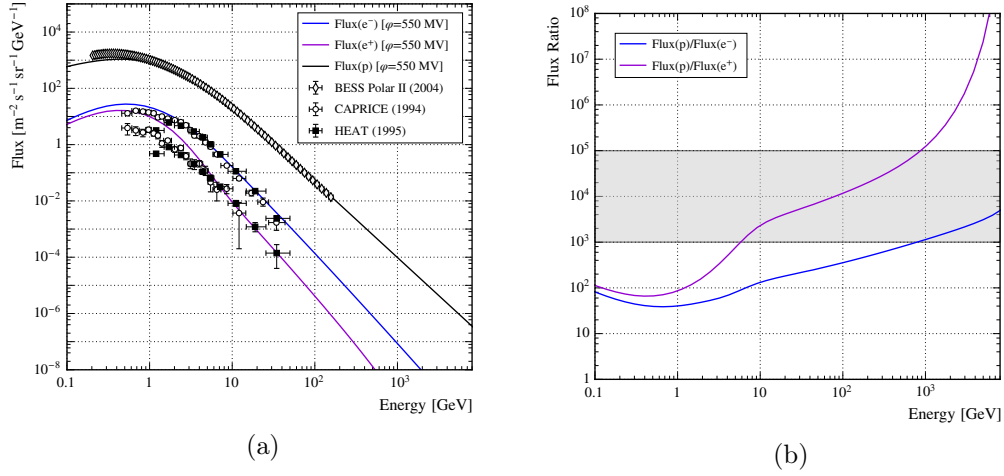 Flux [m⁻² s⁻¹ sr⁻¹ GeV⁻¹]
10⁴
10²
1
10⁻²
10⁻⁴
10⁻⁶
10⁻⁸
0.1 1 10 10² 10³
Energy [GeV]
Flux(e⁻) [φ=550 MV]
Flux(e⁺) [φ=550 MV]
Flux(p) [φ=550 MV]
BESS Polar II (2004)
CAPRICE (1994)
HEAT (1995)
(a)
Flux Ratio
10⁸
10⁷
10⁶
10⁵
10⁴
10³
10²
10
1
0.1 1 10 10² 10³
Energy [GeV]
Flux(p)/Flux(e⁻)
Flux(p)/Flux(e⁺)
(b)